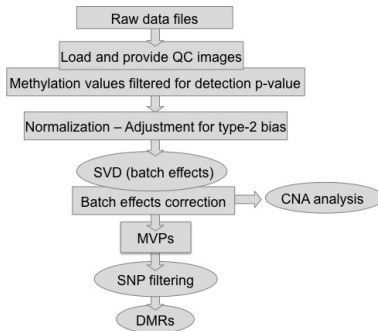 Raw data files
Load and provide QC images
Methylation values filtered for detection p-value
Normalization – Adjustment for type-2 bias
SVD (batch effects)
Batch effects correction
CNA analysis
MVPs
SNP filtering
DMRs